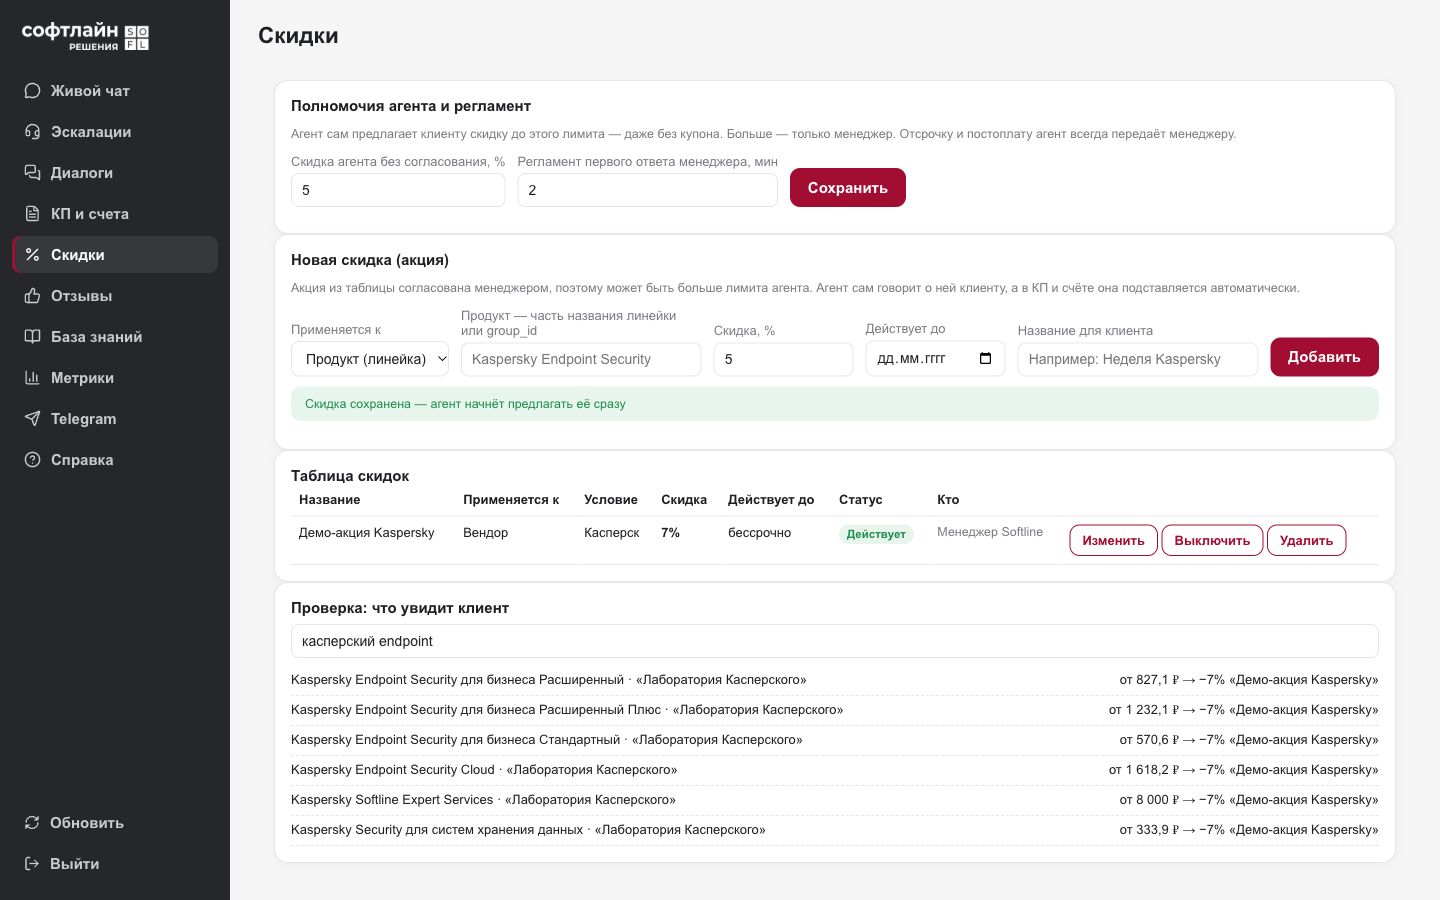 софтлайн
РЕШЕНИЯ
SO
FL
Живой чат
Эскалации
Диалоги
КП и счета
Скидки
Отзывы
База знаний
Метрики
Telegram
Справка
Обновить
Выйти
Скидки
Полномочия агента и регламент
Агент сам предлагает клиенту скидку до этого лимита — даже без купона. Больше — только менеджер. Отсрочку и постоплату агент всегда передаёт менеджеру.
Скидка агента без согласования, % Регламент первого ответа менеджера, мин
5 2 Сохранить
Новая скидка (акция)
Акция из таблицы согласована менеджером, поэтому может быть больше лимита агента. Агент сам говорит о ней клиенту, а в КП и счёте она подставляется автоматически.
Применяется к
Продукт (линейка)
Продукт — часть названия линейки
или group_id
Kaspersky Endpoint Security
Скидка, %
5
Действует до
дд.мм.гггг
Название для клиента
Например: Неделя Kaspersky
Добавить
Скидка сохранена — агент начнёт предлагать её сразу
Таблица скидок
Название Применяется к Условие Скидка Действует до Статус Кто
Демо-акция Kaspersky Вендор Касперск 7% бессрочно Действует Менеджер Softline Изменить Выключить Удалить
Проверка: что увидит клиент
касперский endpoint
Kaspersky Endpoint Security для бизнеса Расширенный · «Лаборатория Касперского» от 827,1 ₽ → −7% «Демо-акция Kaspersky»
Kaspersky Endpoint Security для бизнеса Расширенный Плюс · «Лаборатория Касперского» от 1 232,1 ₽ → −7% «Демо-акция Kaspersky»
Kaspersky Endpoint Security для бизнеса Стандартный · «Лаборатория Касперского» от 570,6 ₽ → −7% «Демо-акция Kaspersky»
Kaspersky Endpoint Security Cloud · «Лаборатория Касперского» от 1 618,2 ₽ → −7% «Демо-акция Kaspersky»
Kaspersky Softline Expert Services · «Лаборатория Касперского» от 8 000 ₽ → −7% «Демо-акция Kaspersky»
Kaspersky Security для систем хранения данных · «Лаборатория Касперского» от 333,9 ₽ → −7% «Демо-акция Kaspersky»